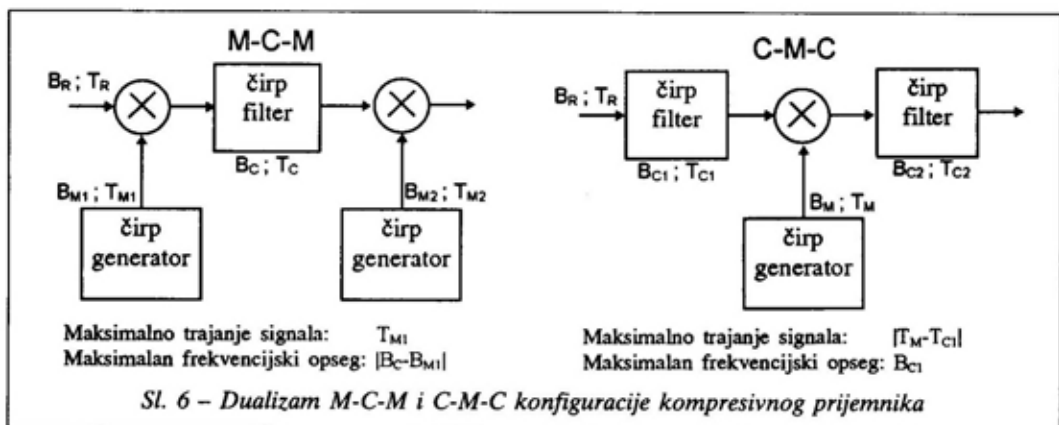 M-C-M
B_R ; T_R
čirp
filter
B_C ; T_C
B_M1 ; T_M1
B_M2 ; T_M2
čirp
generator
čirp
generator
Maksimalno trajanje signala: T_M1
Maksimalan frekvencijski opseg: |B_C-B_M1|
C-M-C
B_R ; T_R
čirp
filter
čirp
filter
B_C1 ; T_C1
B_C2 ; T_C2
B_M ; T_M
čirp
generator
Maksimalno trajanje signala: |T_M-T_C1|
Maksimalan frekvencijski opseg: B_C1
Sl. 6 – Dualizam M-C-M i C-M-C konfiguracije kompresivnog prijemnika